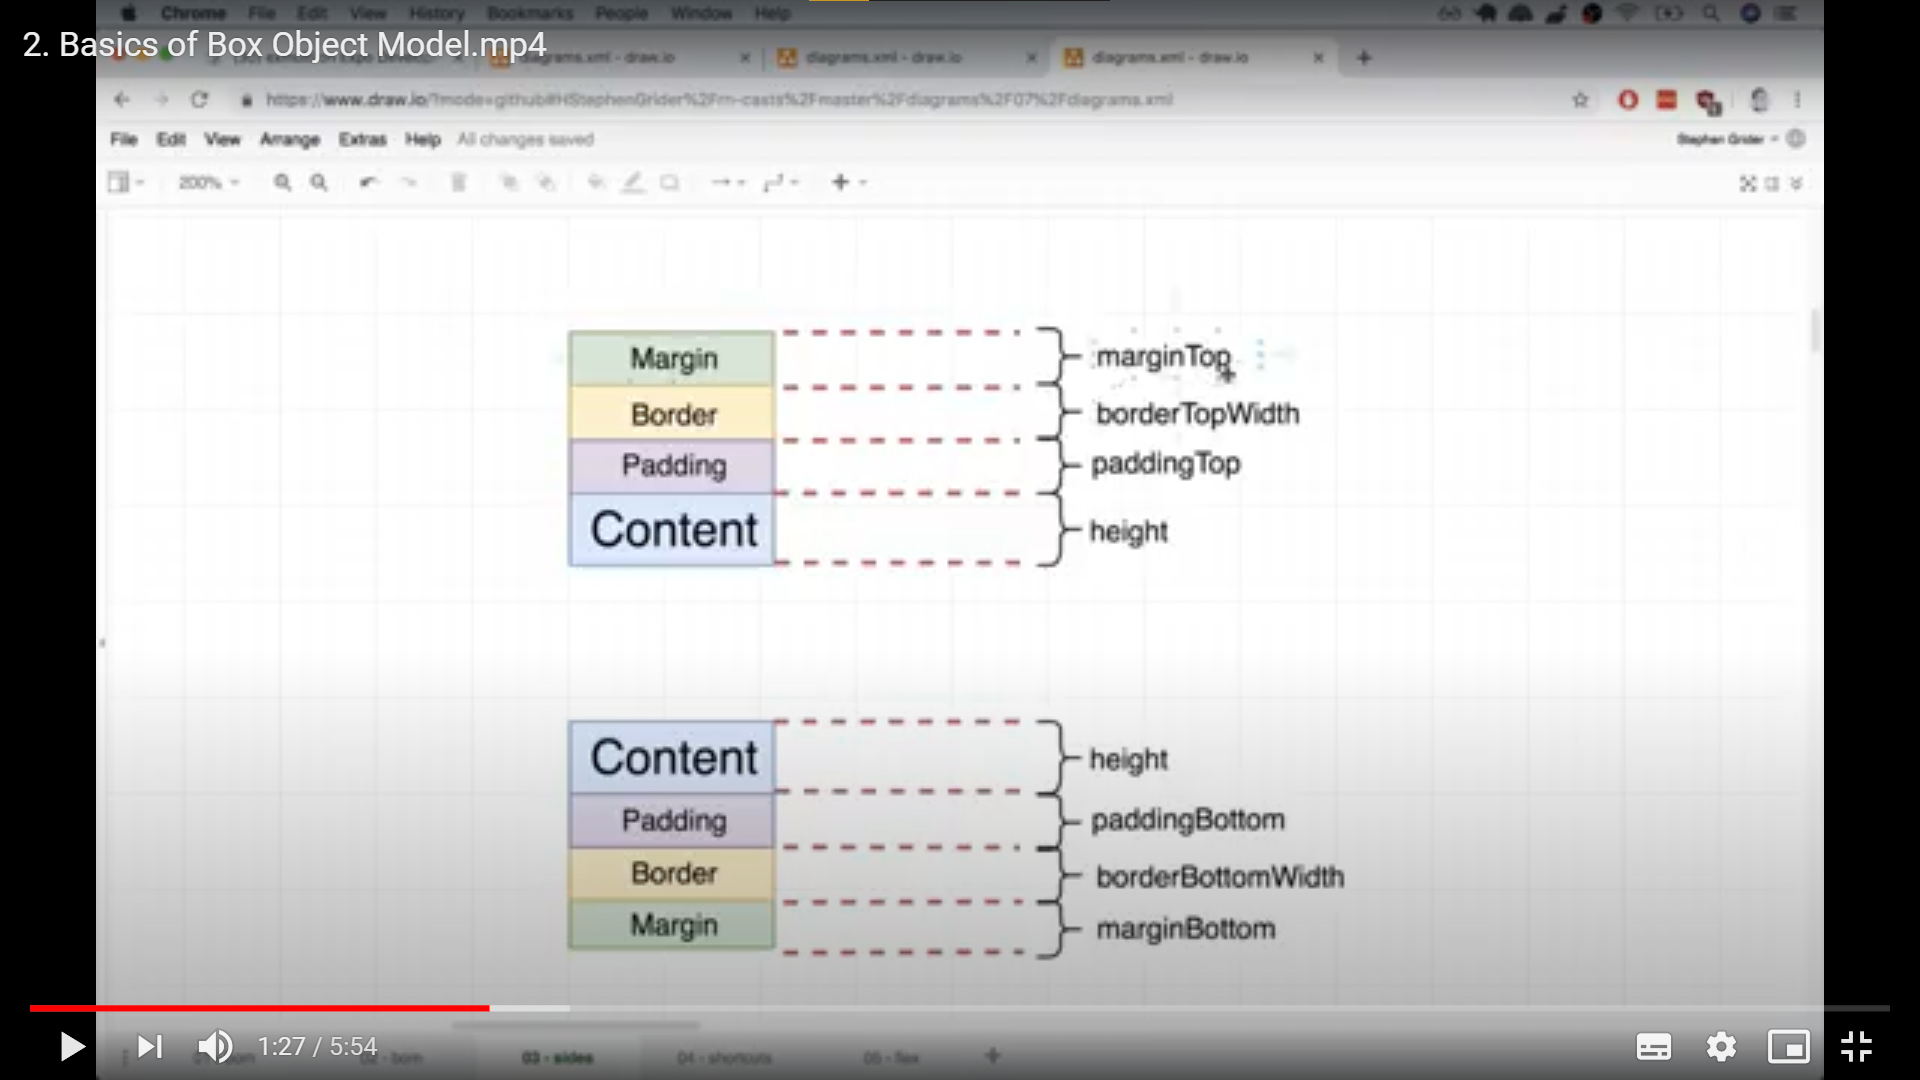 Chrome File Edit View History Bookmarks People Window Help
2. Basics of Box Object Model.mp4
diagrams.xml - draw.io
diagrams.xml - draw.io
diagrams.xml - draw.io
https://www.draw.io/?mode=github#HStephenGrider%2Frn-casts%2Fmaster%2Fdiagrams%2F07%2Fdiagrams.xml
File Edit View Arrange Extras Help All changes saved
Stephen Grider
200%
Margin marginTop
Border borderTopWidth
Padding paddingTop
Content height
Content height
Padding paddingBottom
Border borderBottomWidth
Margin marginBottom
1:27 / 5:54
03 - sides 04 - shortcuts 05 - flex